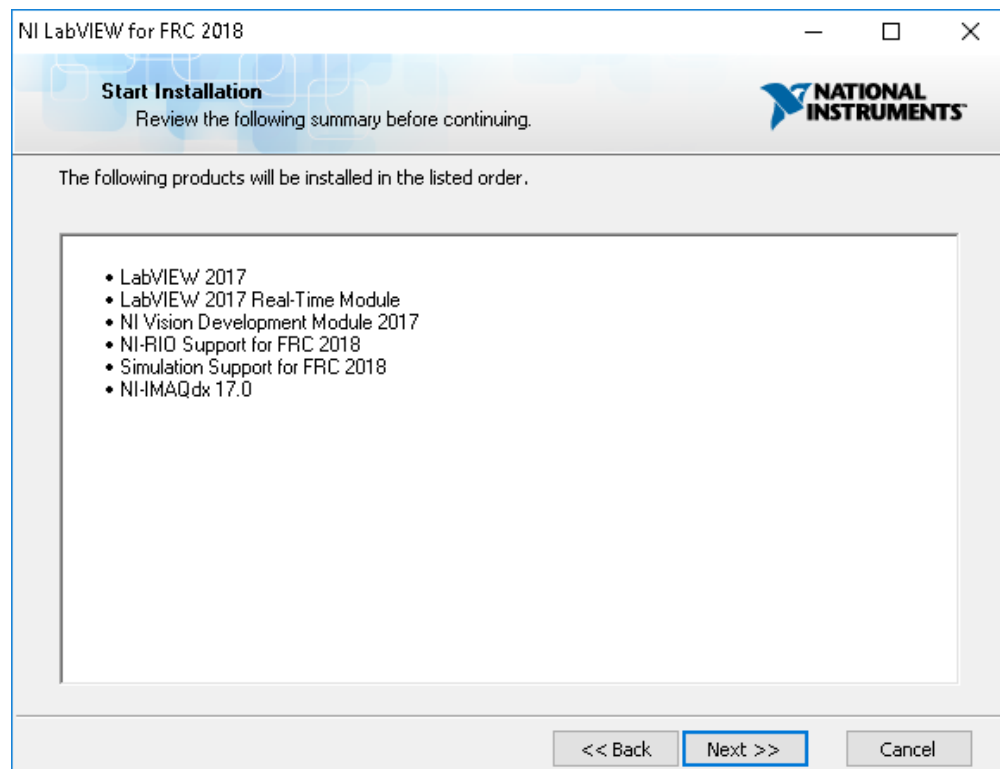 NI LabVIEW for FRC 2018
Start Installation
Review the following summary before continuing.
NATIONAL
INSTRUMENTS™
The following products will be installed in the listed order.
• LabVIEW 2017
• LabVIEW 2017 Real-Time Module
• NI Vision Development Module 2017
• NI-RIO Support for FRC 2018
• Simulation Support for FRC 2018
• NI-IMAQdx 17.0
<< Back Next >> Cancel